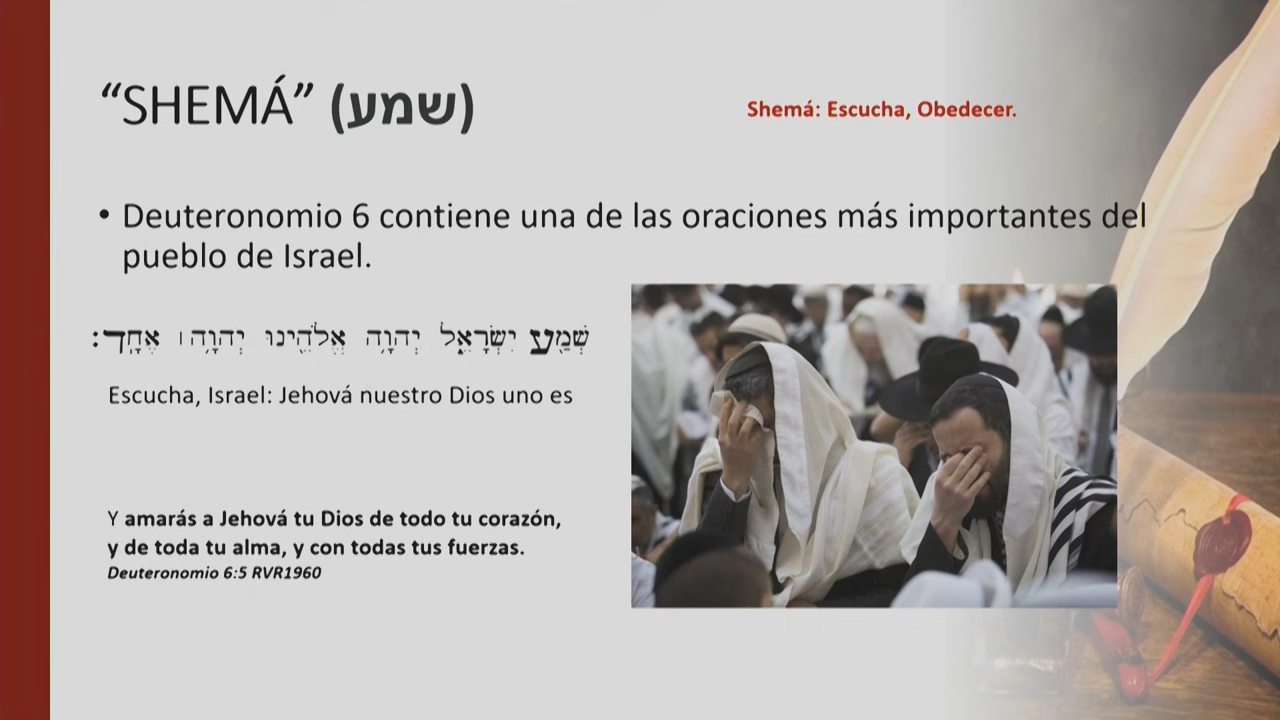 “SHEMÁ” (שמע)
Shemá: Escucha, Obedecer.
• Deuteronomio 6 contiene una de las oraciones más importantes del
pueblo de Israel.
שְׁמַ֖ע יִשְׂרָאֵ֑ל יְהוָ֥ה אֱלֹהֵ֖ינוּ יְהוָ֥ה ׀ אֶחָֽד׃
Escucha, Israel: Jehová nuestro Dios uno es
Y amarás a Jehová tu Dios de todo tu corazón,
y de toda tu alma, y con todas tus fuerzas.
Deuteronomio 6:5 RVR1960